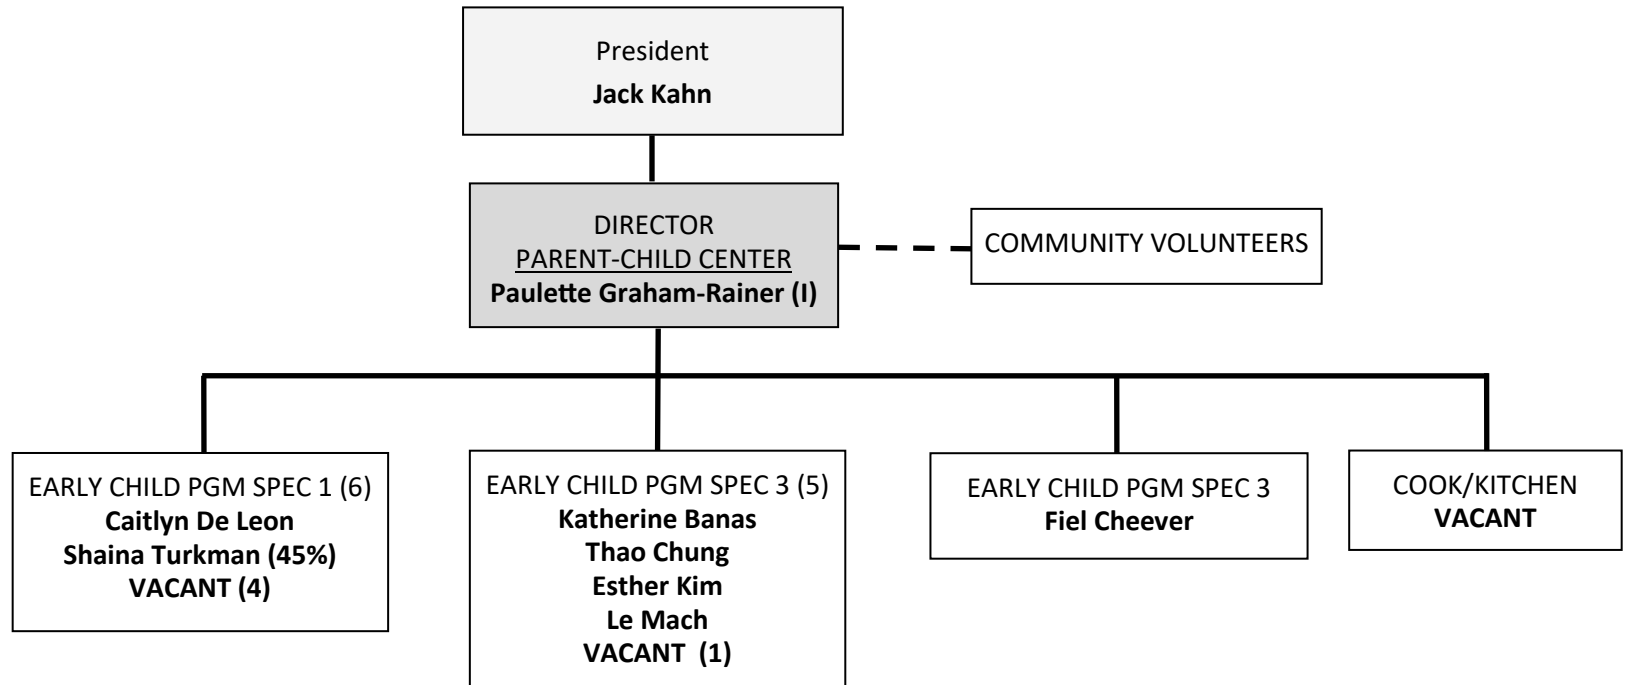 President
Jack Kahn
DIRECTOR
PARENT-CHILD CENTER
Paulette Graham-Rainer (I)
COMMUNITY VOLUNTEERS
EARLY CHILD PGM SPEC 1 (6)
Caitlyn De Leon
Shaina Turkman (45%)
VACANT (4)
EARLY CHILD PGM SPEC 3 (5)
Katherine Banas
Thao Chung
Esther Kim
Le Mach
VACANT (1)
EARLY CHILD PGM SPEC 3
Fiel Cheever
COOK/KITCHEN
VACANT